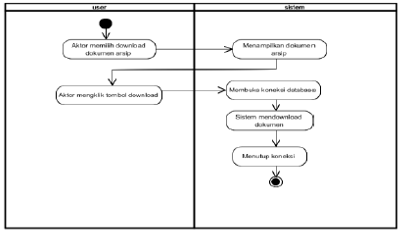 user
sistem
Aktor memilih download
dokumen arsip
Menampilkan dokumen
arsip
Aktor mengklik tombol download
Membuka koneksi database
Sistem mendownload
dokumen
Menutup koneksi